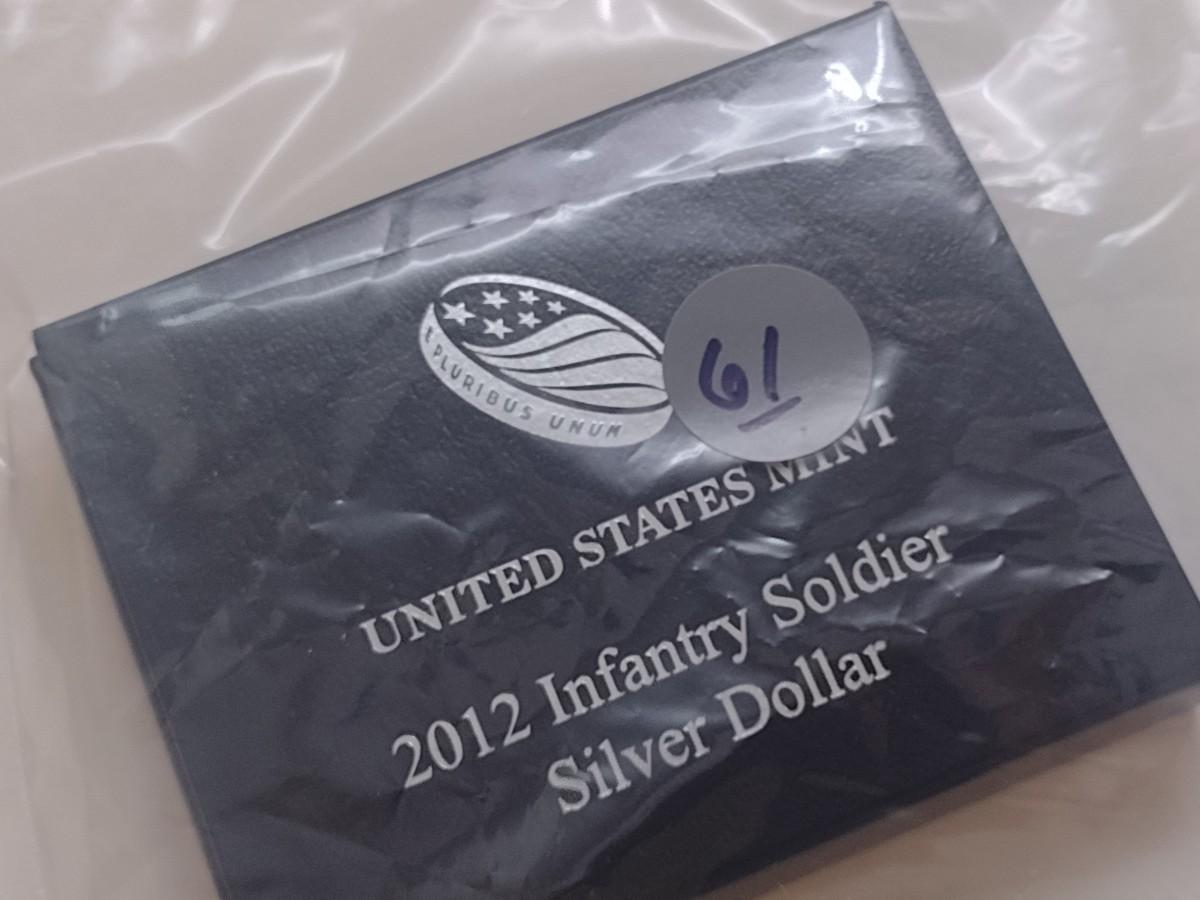 E PLURIBUS UNUM
61
UNITED STATES MINT
2012 Infantry Soldier
Silver Dollar